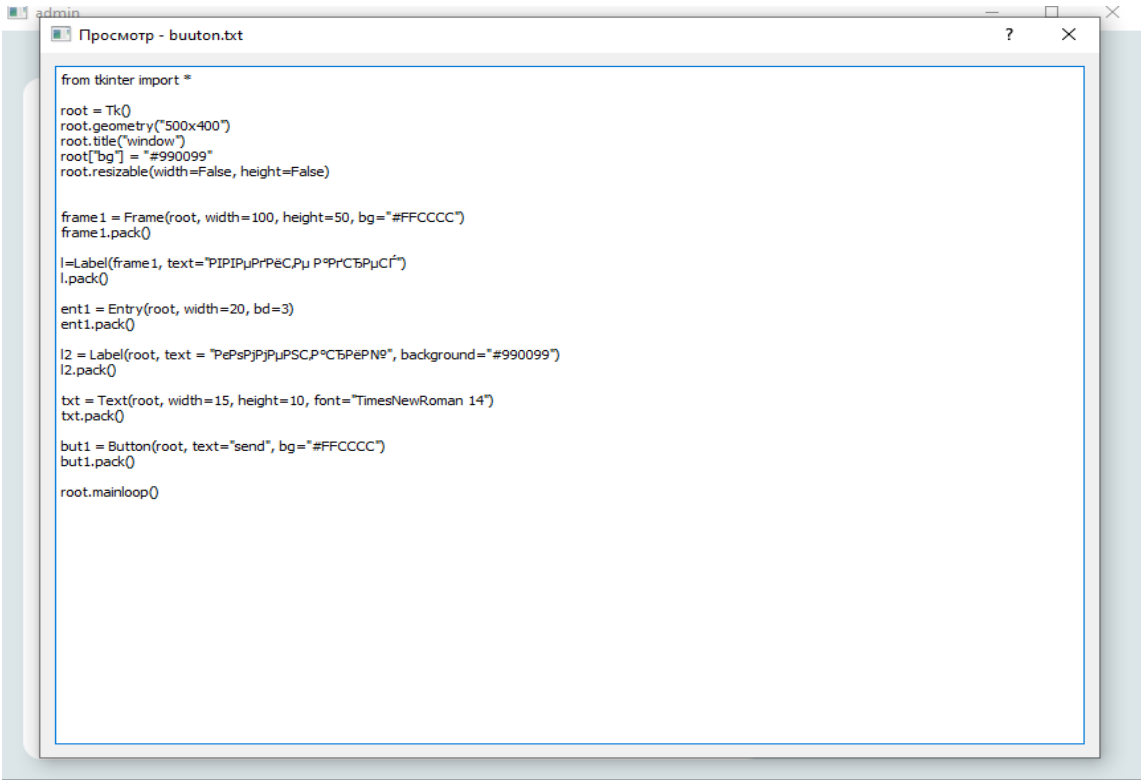 admin
Просмотр - buuton.txt
?
from tkinter import *
root = Tk()
root.geometry("500x400")
root.title("window")
root["bg"] = "#990099"
root.resizable(width=False, height=False)
frame1 = Frame(root, width=100, height=50, bg="#FFCCCC")
frame1.pack()
l=Label(frame1, text="РІРІРµРґРёС‚Рµ Р°РґСЂРµСЃ")
l.pack()
ent1 = Entry(root, width=20, bd=3)
ent1.pack()
l2 = Label(root, text = "РєРѕРјРјРµРЅС‚Р°СЂРёР№", background="#990099")
l2.pack()
txt = Text(root, width=15, height=10, font="TimesNewRoman 14")
txt.pack()
but1 = Button(root, text="send", bg="#FFCCCC")
but1.pack()
root.mainloop()